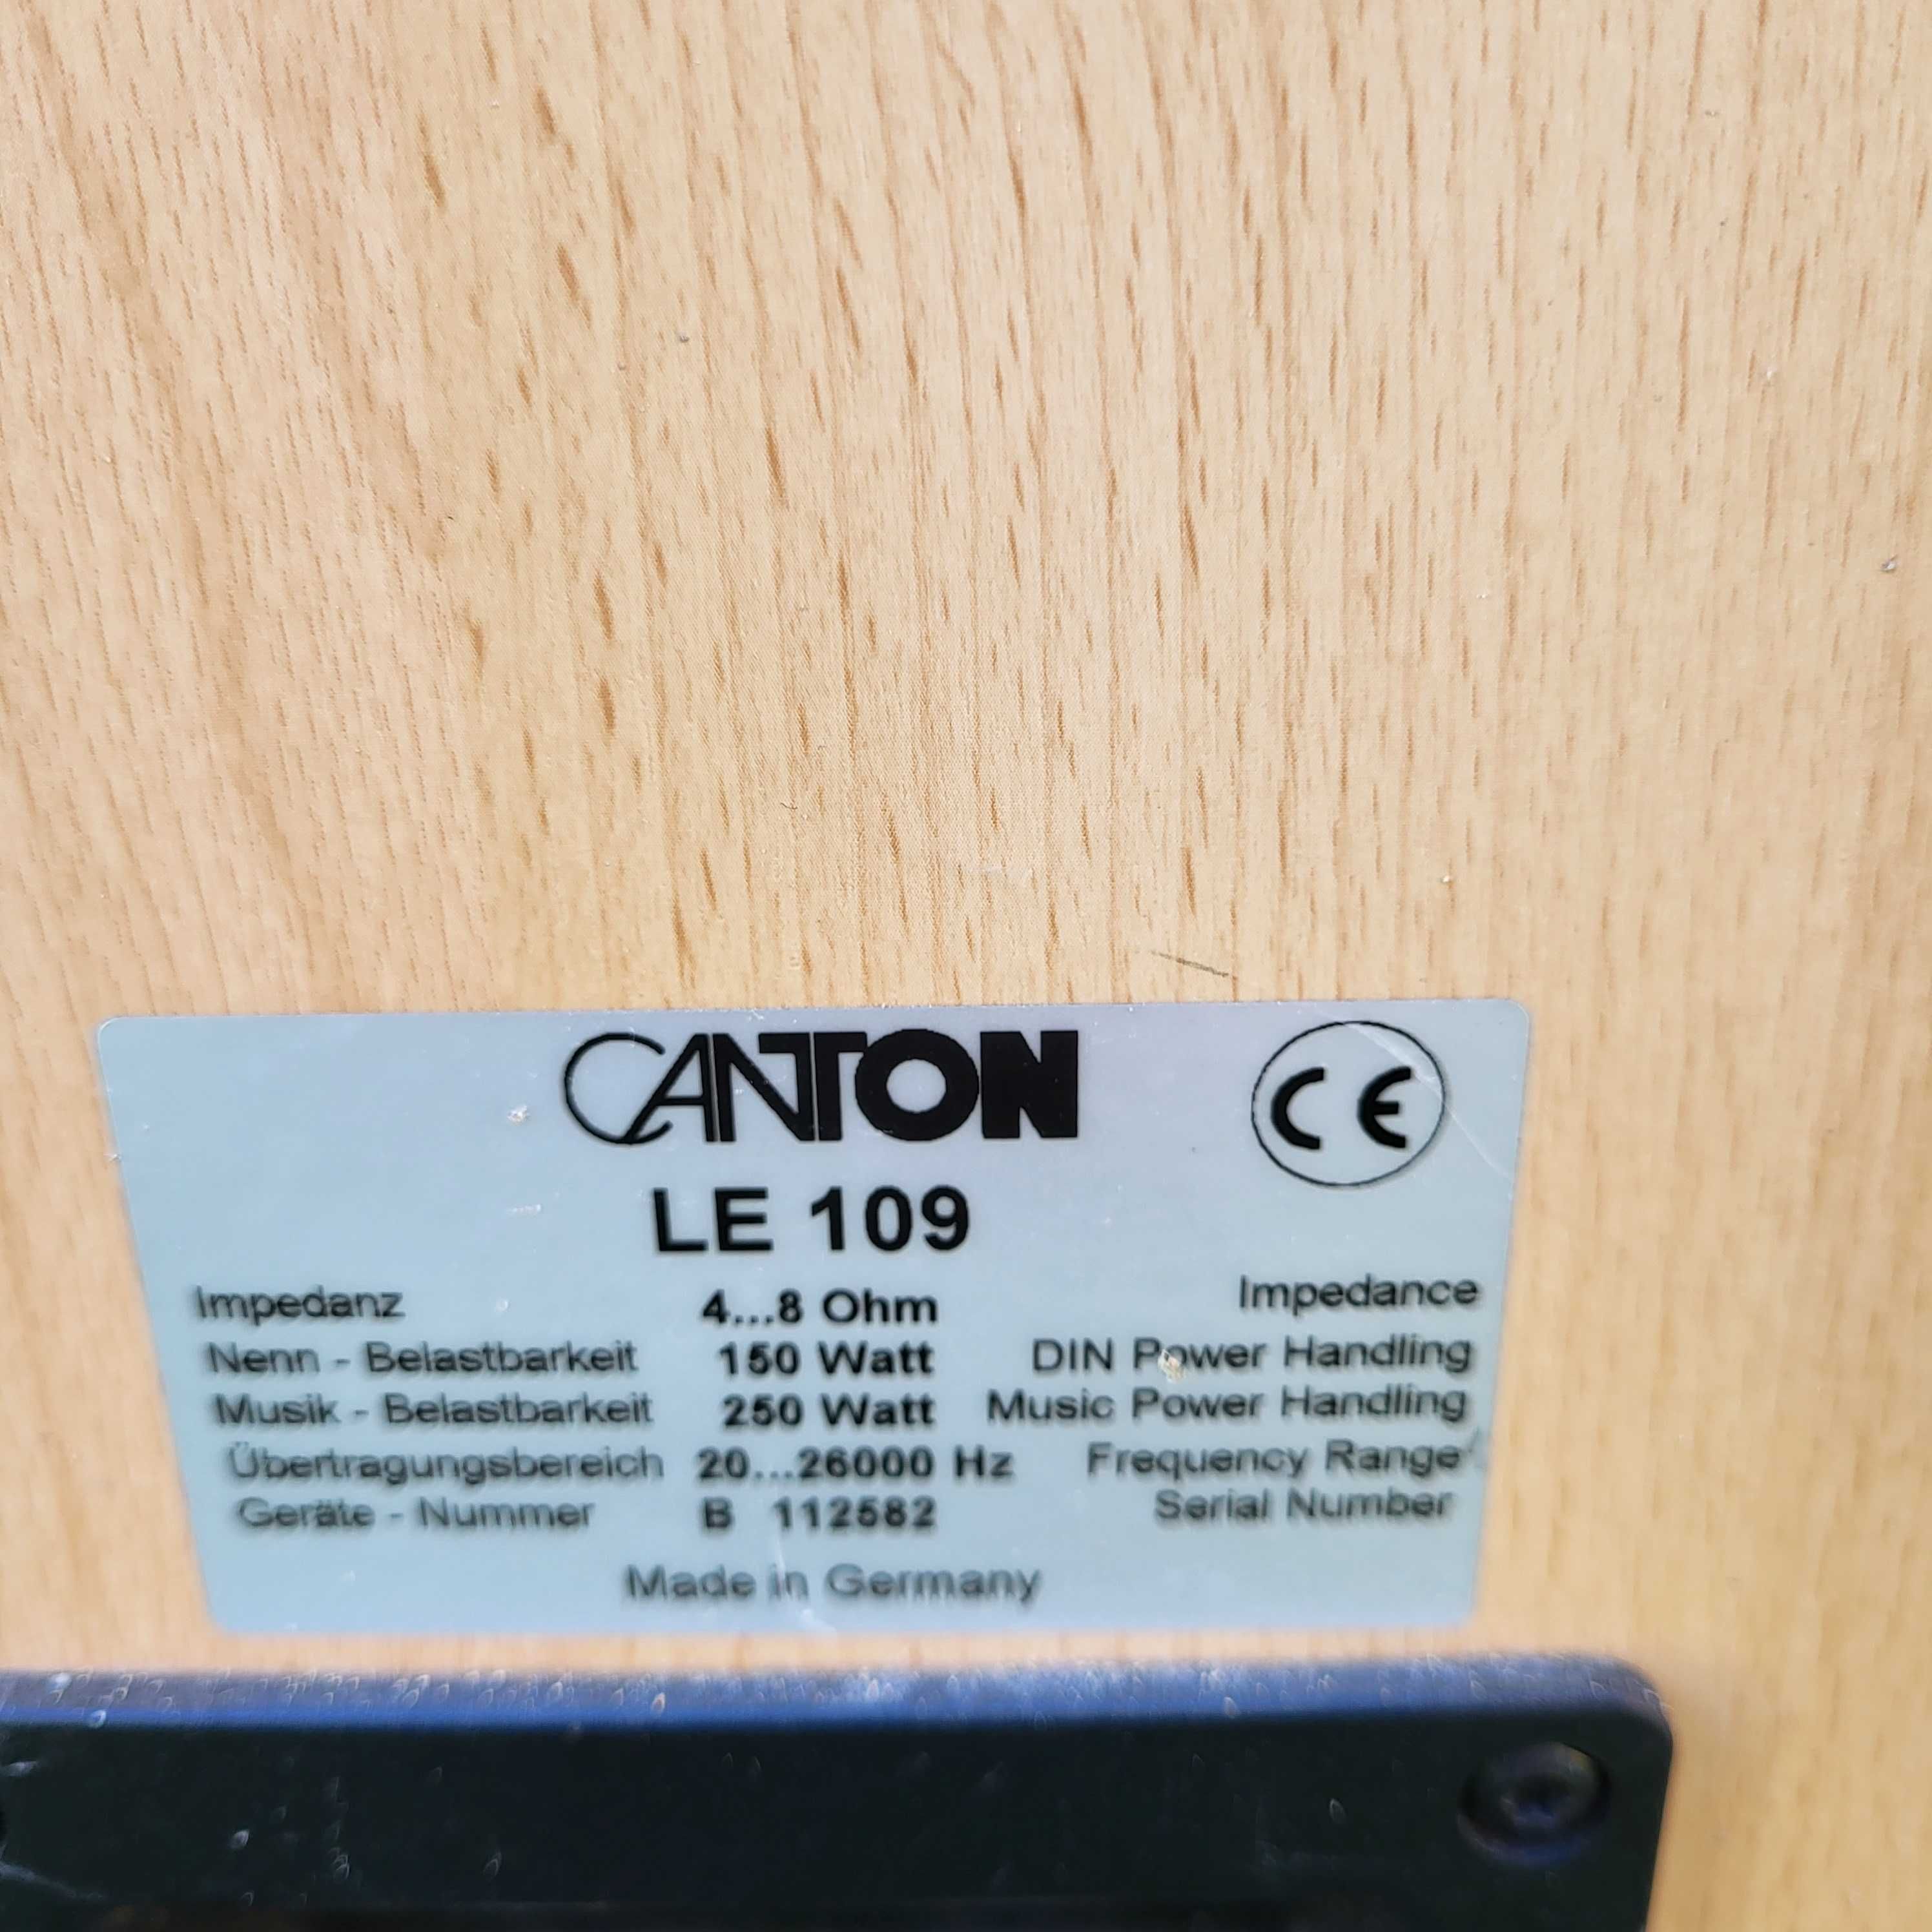 CANTON
CE
LE 109
Impedanz 4...8 Ohm Impedance
Nenn - Belastbarkeit 150 Watt DIN Power Handling
Musik - Belastbarkeit 250 Watt Music Power Handling
Übertragungsbereich 20...26000 Hz Frequency Range
Geräte - Nummer B 112582 Serial Number
Made in Germany